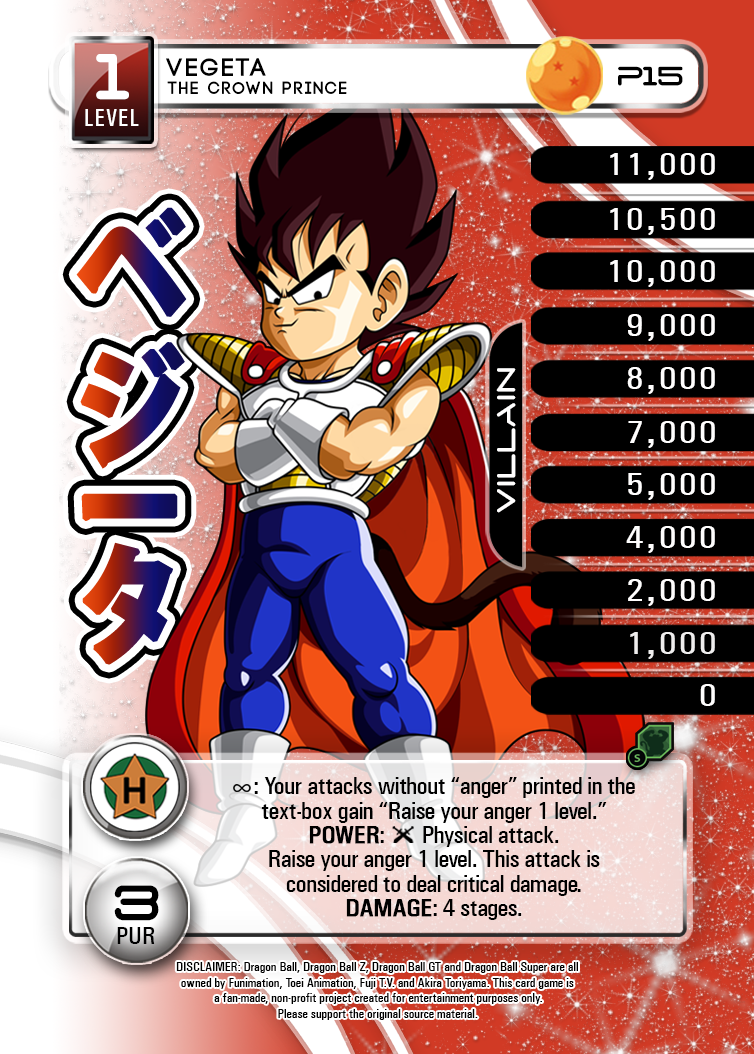 1
LEVEL
VEGETA
THE CROWN PRINCE
P15
11,000
10,500
10,000
9,000
8,000
7,000
5,000
4,000
2,000
1,000
0
ベジータ
VILLAIN
S
H
3
PUR
∞: Your attacks without “anger” printed in the
text-box gain “Raise your anger 1 level.”
POWER: Physical attack.
Raise your anger 1 level. This attack is
considered to deal critical damage.
DAMAGE: 4 stages.
DISCLAIMER: Dragon Ball, Dragon Ball Z, Dragon Ball GT and Dragon Ball Super are all
owned by Funimation, Toei Animation, Fuji T.V. and Akira Toriyama. This card game is
a fan-made, non-profit project created for entertainment purposes only.
Please support the original source material.